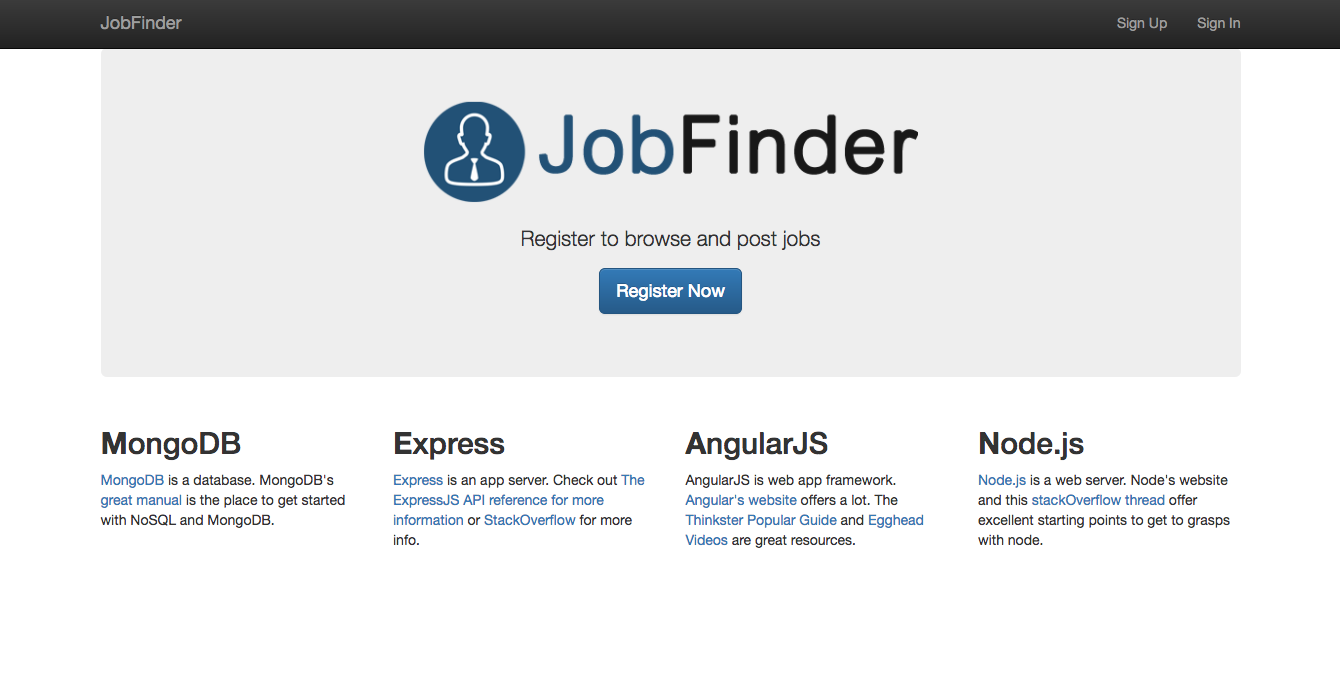 JobFinder
Sign Up
Sign In
JobFinder
Register to browse and post jobs
Register Now
MongoDB
MongoDB is a database. MongoDB's
great manual is the place to get started
with NoSQL and MongoDB.
Express
Express is an app server. Check out The
ExpressJS API reference for more
information or StackOverflow for more
info.
AngularJS
AngularJS is web app framework.
Angular's website offers a lot. The
Thinkster Popular Guide and Egghead
Videos are great resources.
Node.js
Node.js is a web server. Node's website
and this stackOverflow thread offer
excellent starting points to get to grasps
with node.